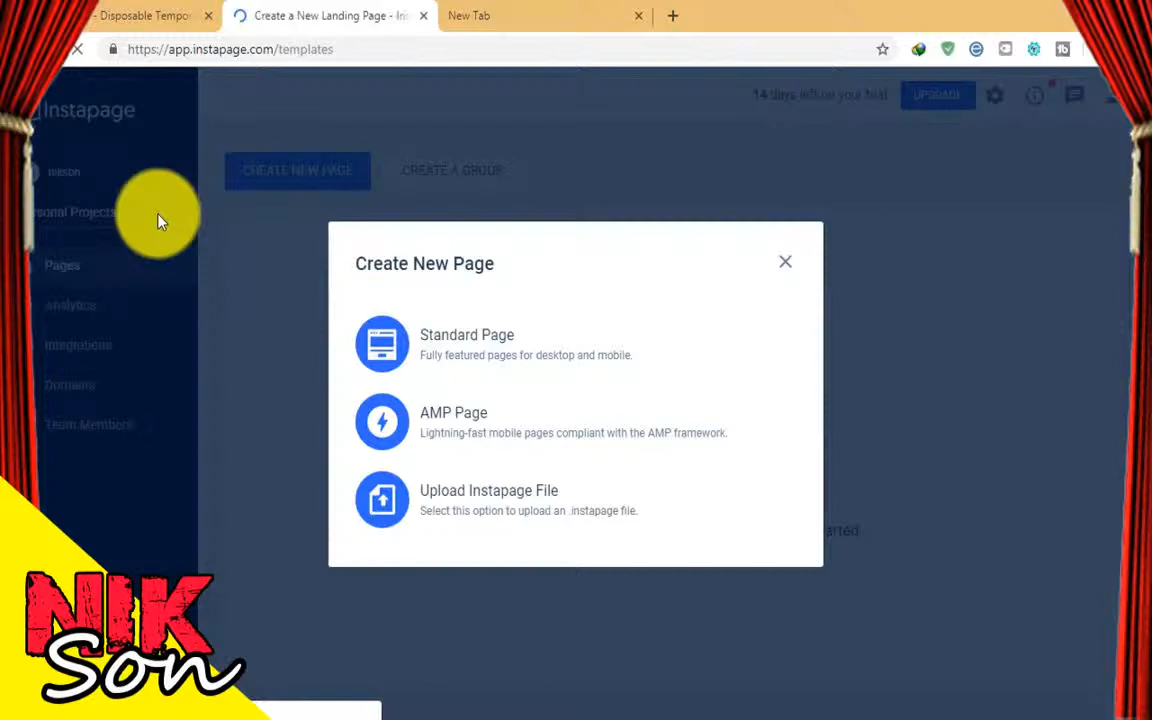 - Disposable Tempor
Create a New Landing Page - Ins
New Tab
https://app.instapage.com/templates
Instapage
14 days left on your trial
UPGRADE
nikson
CREATE NEW PAGE
CREATE A GROUP
sonal Projects
Create New Page
Pages
Standard Page
Fully featured pages for desktop and mobile.
Analytics
Integrations
Domains
AMP Page
Lightning-fast mobile pages compliant with the AMP framework.
Team Members
Upload Instapage File
Select this option to upload an .instapage file.
arted
NIK
Son